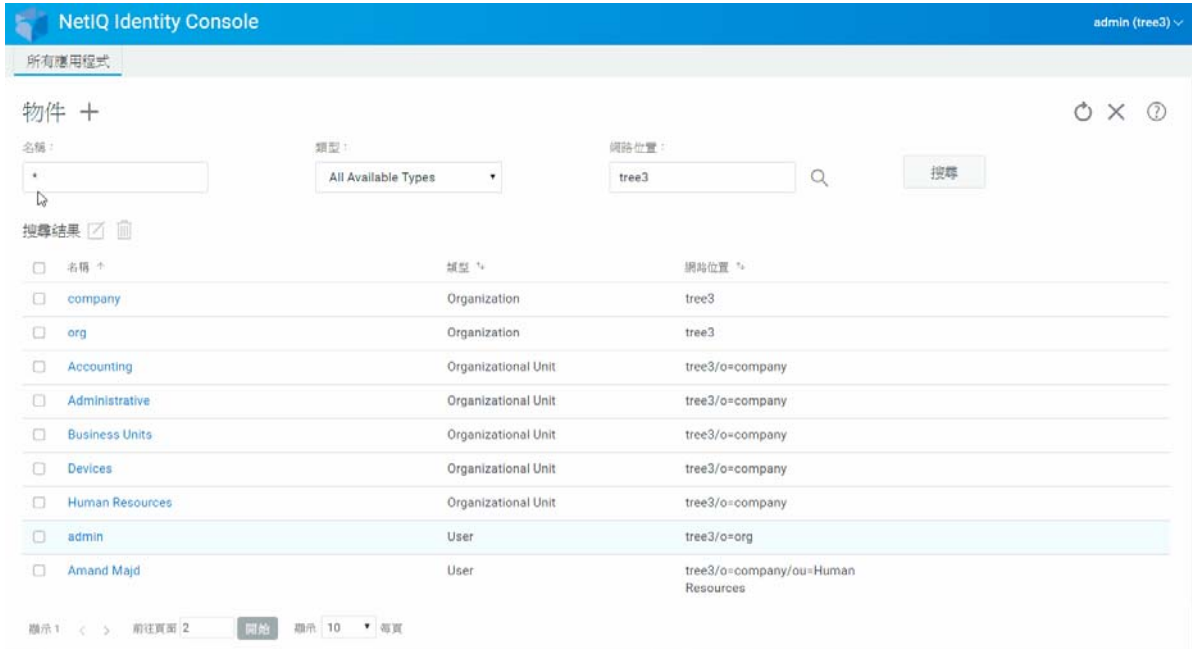 NetIQ Identity Console
admin (tree3)
所有應用程式
物件
名稱：
類型：
網路位置：
*
All Available Types
tree3
搜尋
搜尋結果
名稱 類型 網路位置
company Organization tree3
org Organization tree3
Accounting Organizational Unit tree3/o=company
Administrative Organizational Unit tree3/o=company
Business Units Organizational Unit tree3/o=company
Devices Organizational Unit tree3/o=company
Human Resources Organizational Unit tree3/o=company
admin User tree3/o=org
Amand Majd User tree3/o=company/ou=Human
Resources
顯示 1 < > 前往頁面 2 開始 顯示 10 每頁